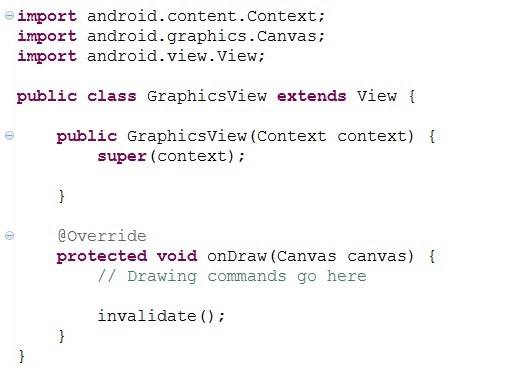 import android.content.Context;
import android.graphics.Canvas;
import android.view.View;
public class GraphicsView extends View {
public GraphicsView(Context context) {
super(context);
}
@Override
protected void onDraw(Canvas canvas) {
// Drawing commands go here
invalidate();
}
}